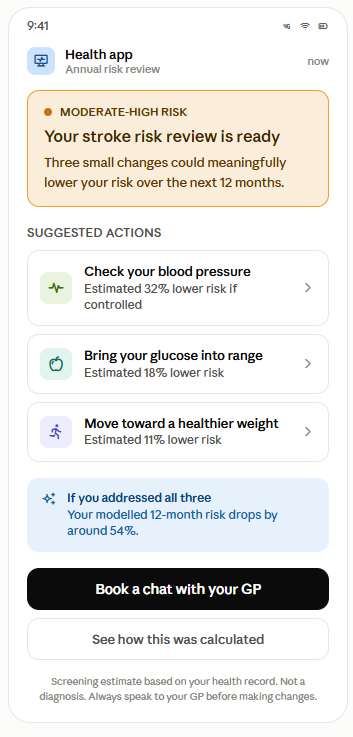 9:41
4G
Health app
Annual risk review
now
MODERATE-HIGH RISK
Your stroke risk review is ready
Three small changes could meaningfully
lower your risk over the next 12 months.
SUGGESTED ACTIONS
Check your blood pressure
Estimated 32% lower risk if
controlled
Bring your glucose into range
Estimated 18% lower risk
Move toward a healthier weight
Estimated 11% lower risk
If you addressed all three
Your modelled 12-month risk drops by
around 54%.
Book a chat with your GP
See how this was calculated
Screening estimate based on your health record. Not a
diagnosis. Always speak to your GP before making changes.